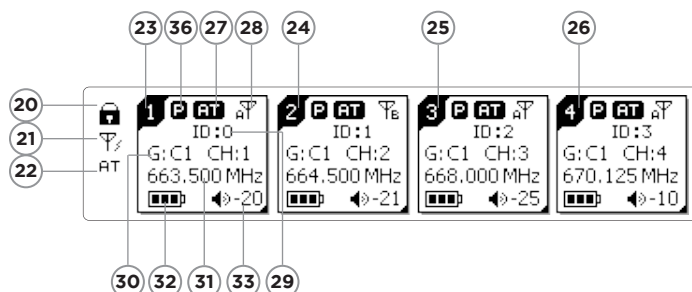 23 36 27 28 24 25 26
20 1 P AT A 2 P AT B 3 P AT A 4 P AT A
21 ID:0 ID:1 ID:2 ID:3
22 AT G:C1 CH:1 G:C1 CH:2 G:C1 CH:3 G:C1 CH:4
663.500 MHz 664.500 MHz 668.000 MHz 670.125 MHz
-20 -21 -25 -10
30 32 31 33 29